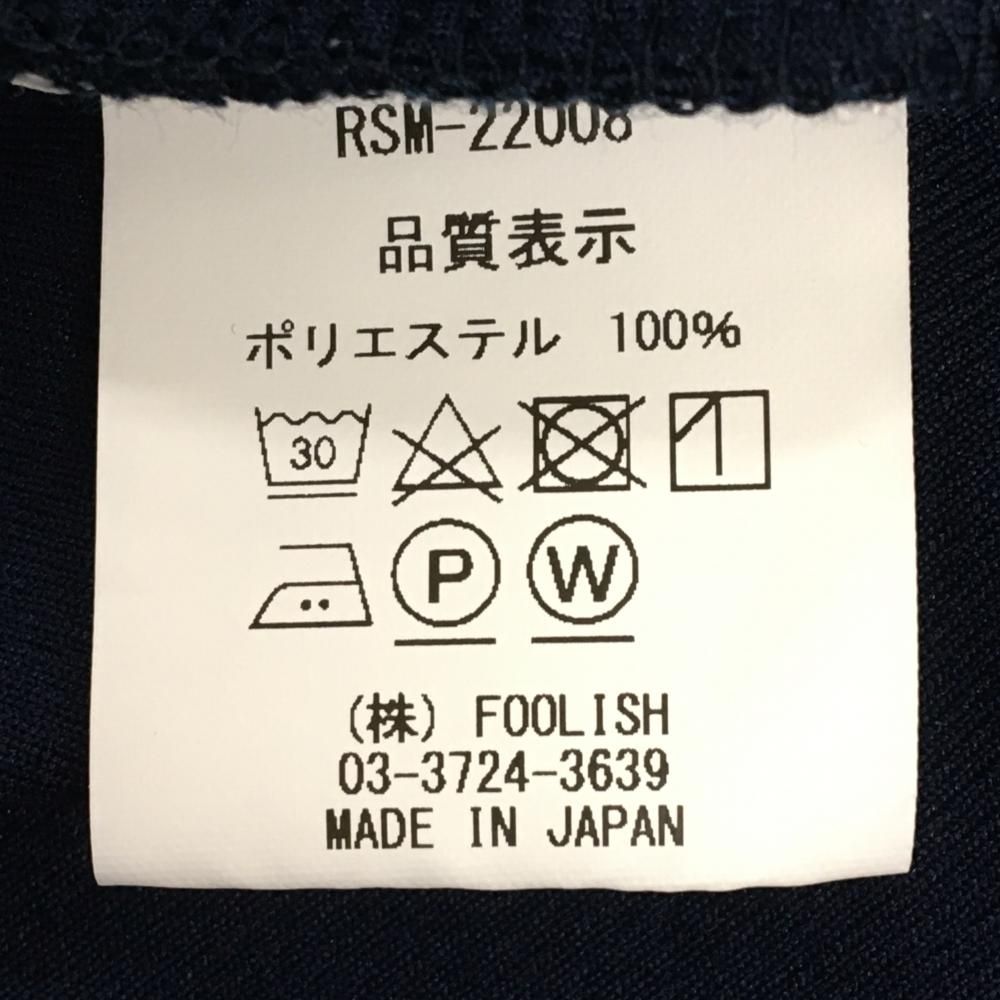 RSM-22008
品質表示
ポリエステル 100%
30
P W
(株) FOOLISH
03-3724-3639
MADE IN JAPAN